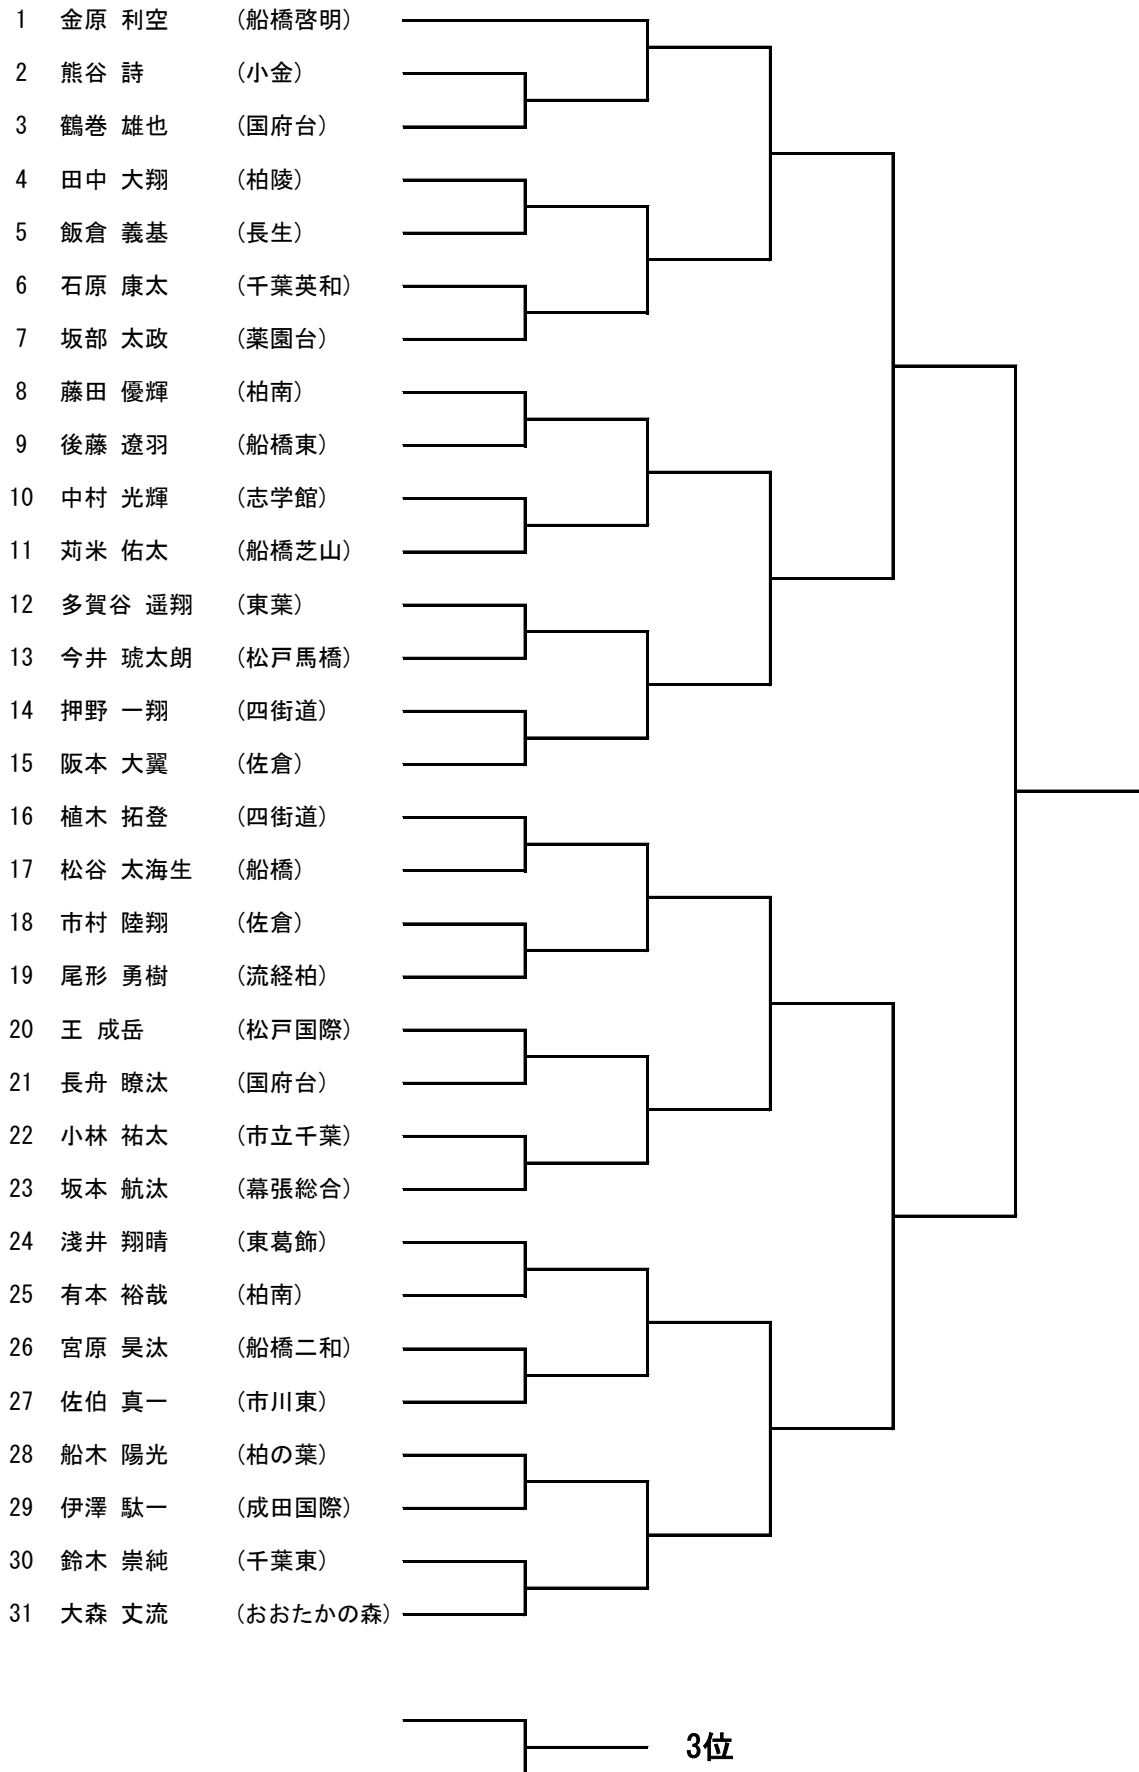 1 金原 利空 (船橋啓明)
2 熊谷 詩 (小金)
3 鶴巻 雄也 (国府台)
4 田中 大翔 (柏陵)
5 飯倉 義基 (長生)
6 石原 康太 (千葉英和)
7 坂部 太政 (薬園台)
8 藤田 優輝 (柏南)
9 後藤 遼羽 (船橋東)
10 中村 光輝 (志学館)
11 苅米 佑太 (船橋芝山)
12 多賀谷 遥翔 (東葉)
13 今井 琥太朗 (松戸馬橋)
14 押野 一翔 (四街道)
15 阪本 大翼 (佐倉)
16 植木 拓登 (四街道)
17 松谷 太海生 (船橋)
18 市村 陸翔 (佐倉)
19 尾形 勇樹 (流経柏)
20 王 成岳 (松戸国際)
21 長舟 瞭汰 (国府台)
22 小林 祐太 (市立千葉)
23 坂本 航汰 (幕張総合)
24 淺井 翔晴 (東葛飾)
25 有本 裕哉 (柏南)
26 宮原 昊汰 (船橋二和)
27 佐伯 真一 (市川東)
28 船木 陽光 (柏の葉)
29 伊澤 駄一 (成田国際)
30 鈴木 崇純 (千葉東)
31 大森 丈流 (おおたかの森)
3位